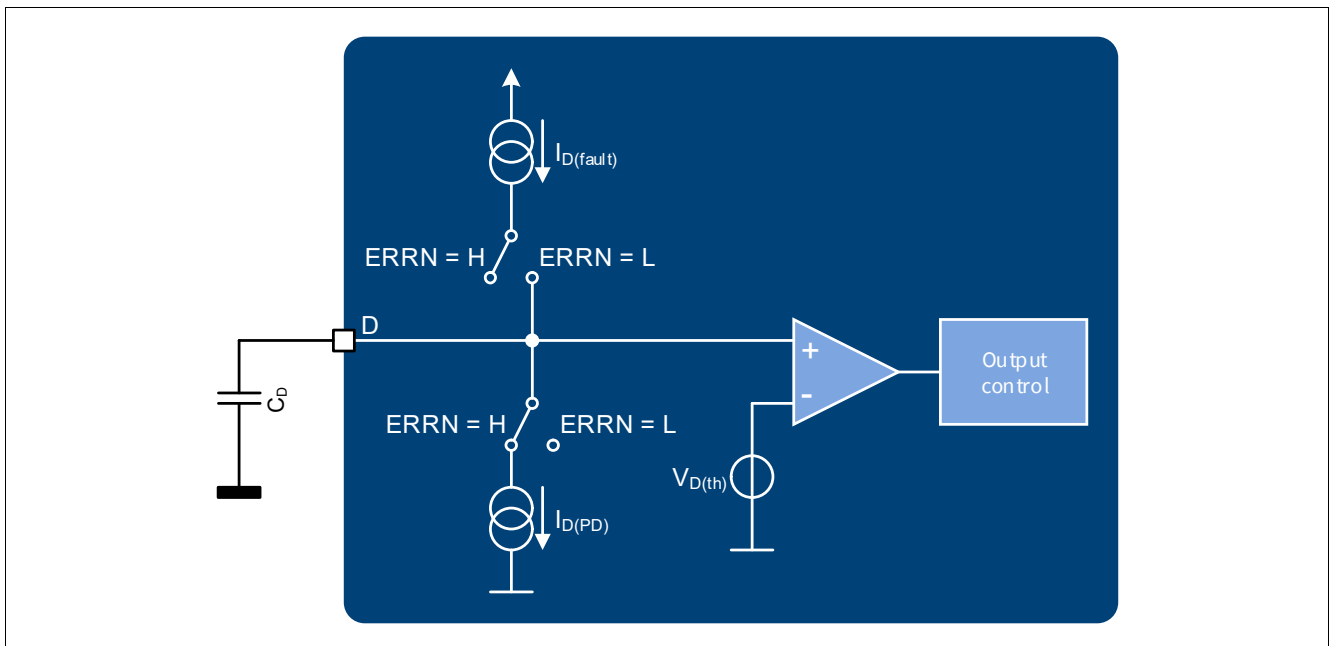 I_D(fault)
ERRN = H
ERRN = L
D
+
-
Output
control
C_D
ERRN = H
ERRN = L
V_D(th)
I_D(PD)